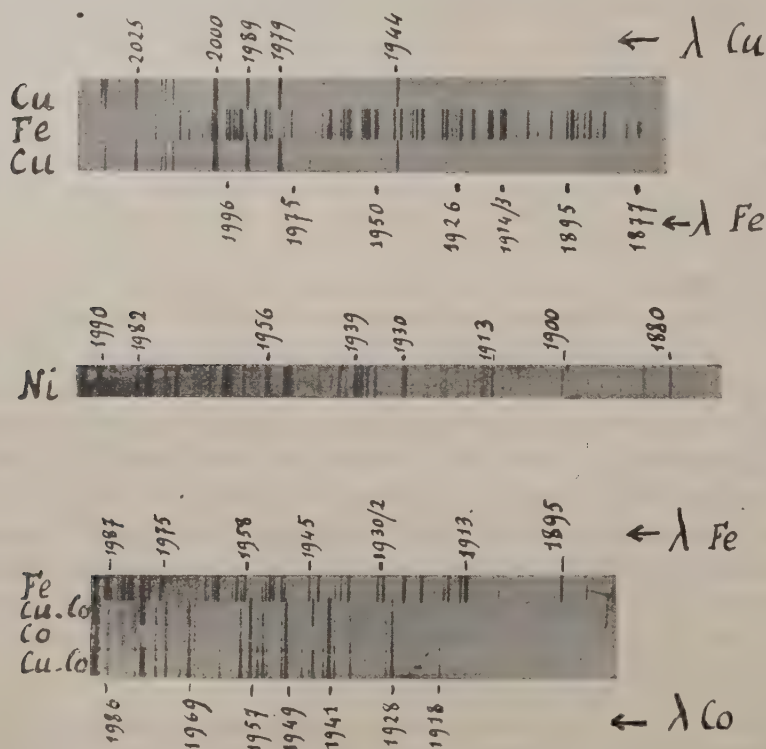 2025 2000 1989 1979 1944 ← λ Cu
Cu
Fe
Cu
1996 1975 1950 1926 1914/3 1895 1877 ← λ Fe
1990 1982 1956 1939 1930 1913 1900 1880
Ni
1987 1975 1958 1945 1930/2 1913. 1895 ← λ Fe
Fe
Cu.Co
Co
Cu.Co
1986 1969 1957 1949 1941 1928 1918 ← λ Co